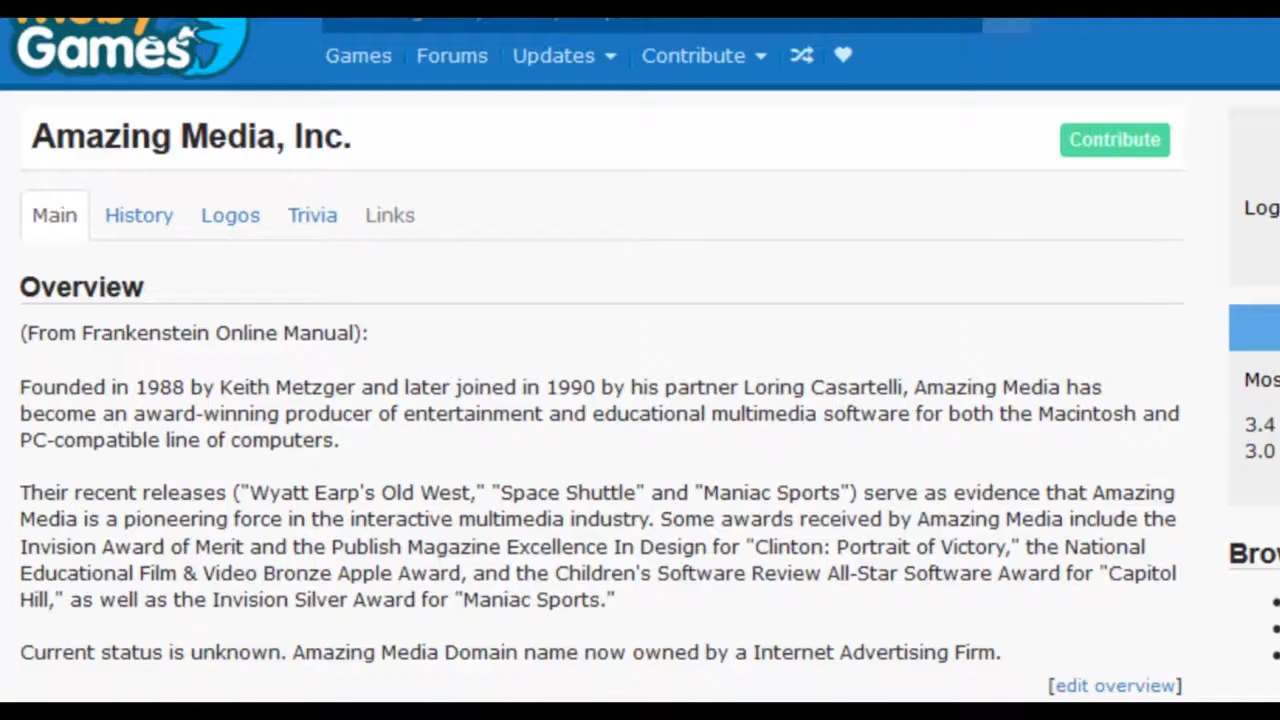 Moby
Games
Games Forums Updates Contribute
Amazing Media, Inc.
Contribute
Main History Logos Trivia Links
Log
Overview
(From Frankenstein Online Manual):
Founded in 1988 by Keith Metzger and later joined in 1990 by his partner Loring Casartelli, Amazing Media has
become an award-winning producer of entertainment and educational multimedia software for both the Macintosh and
PC-compatible line of computers.
Mos
3.4
3.0
Their recent releases ("Wyatt Earp's Old West," "Space Shuttle" and "Maniac Sports") serve as evidence that Amazing
Media is a pioneering force in the interactive multimedia industry. Some awards received by Amazing Media include the
Invision Award of Merit and the Publish Magazine Excellence In Design for "Clinton: Portrait of Victory," the National
Educational Film & Video Bronze Apple Award, and the Children's Software Review All-Star Software Award for "Capitol
Hill," as well as the Invision Silver Award for "Maniac Sports."
Bro
Current status is unknown. Amazing Media Domain name now owned by a Internet Advertising Firm.
[edit overview]